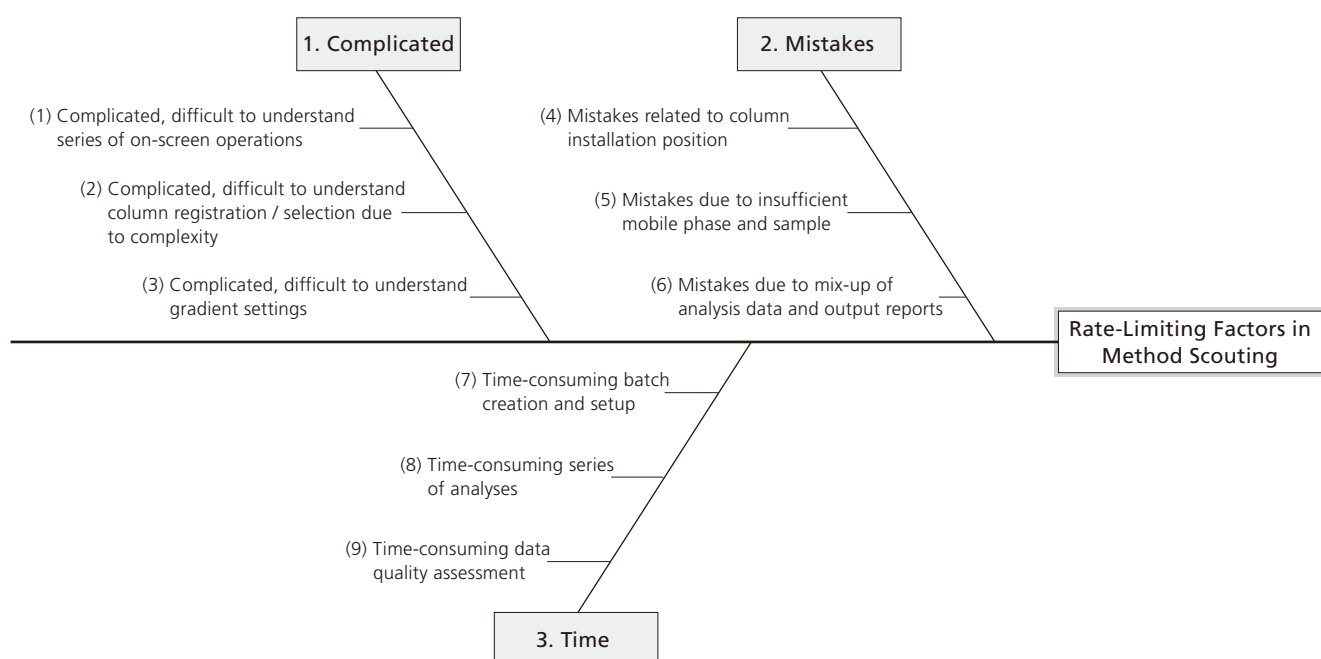 1. Complicated
(1) Complicated, difficult to understand
series of on-screen operations
(2) Complicated, difficult to understand
column registration / selection due
to complexity
(3) Complicated, difficult to understand
gradient settings
2. Mistakes
(4) Mistakes related to column
installation position
(5) Mistakes due to insufficient
mobile phase and sample
(6) Mistakes due to mix-up of
analysis data and output reports
Rate-Limiting Factors in
Method Scouting
(7) Time-consuming batch
creation and setup
(8) Time-consuming series
of analyses
(9) Time-consuming data
quality assessment
3. Time